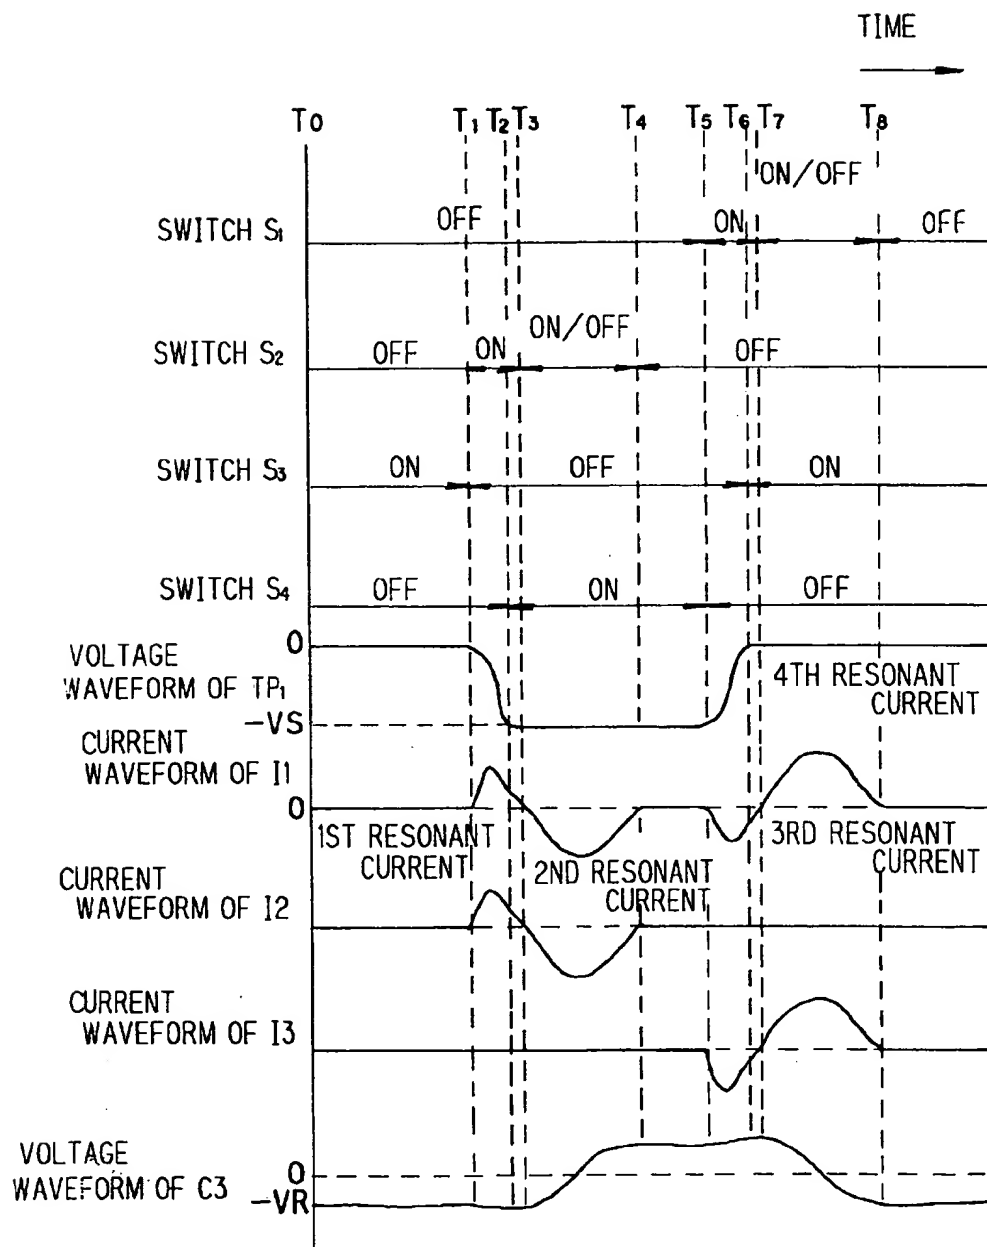 TIME
T0 T1 T2 T3 T4 T5 T6 T7 T8
ON/OFF
SWITCH S1 OFF ON OFF
ON/OFF
SWITCH S2 OFF ON OFF
SWITCH S3 ON OFF ON
SWITCH S4 OFF ON OFF
0
VOLTAGE
WAVEFORM OF TP1
-VS
4TH RESONANT
CURRENT
CURRENT
WAVEFORM OF I1
0
1ST RESONANT
CURRENT
2ND RESONANT
CURRENT
3RD RESONANT
CURRENT
CURRENT
WAVEFORM OF I2
CURRENT
WAVEFORM OF I3
VOLTAGE
WAVEFORM OF C3
0
-VR